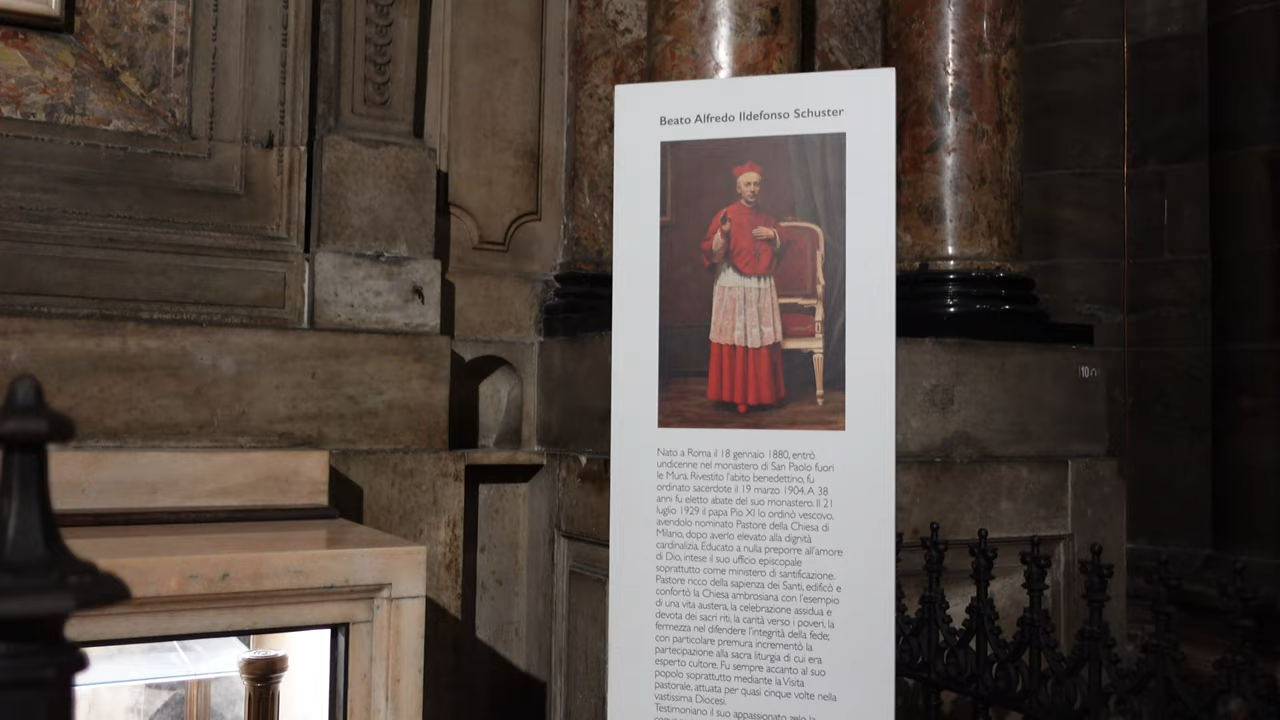 Beato Alfredo Ildefonso Schuster
Nato a Roma il 18 gennaio 1880, entrò
undicenne nel monastero di San Paolo fuori
le Mura. Rivestito l'abito benedettino, fu
ordinato sacerdote il 19 marzo 1904. A 38
anni fu eletto abate del suo monastero. Il 21
luglio 1929 il papa Pio XI lo ordinò vescovo,
avendolo nominato Pastore della Chiesa di
Milano, dopo averlo elevato alla dignità
cardinalizia. Educato a nulla preporre all'amore
di Dio, intese il suo ufficio episcopale
soprattutto come ministero di santificazione.
Pastore ricco della sapienza dei Santi, edificò e
confortò la Chiesa ambrosiana con l'esempio
di una vita austera, la celebrazione assidua e
devota dei sacri riti, la carità verso i poveri, la
fermezza nel difendere l'integrità della fede;
con particolare premura incrementò la
partecipazione alla sacra liturgia di cui era
esperto cultore. Fu sempre accanto al suo
popolo soprattutto mediante la Visita
pastorale, attuata per quasi cinque volte nella
vastissima Diocesi.
Testimoniano il suo appassionato zelo la